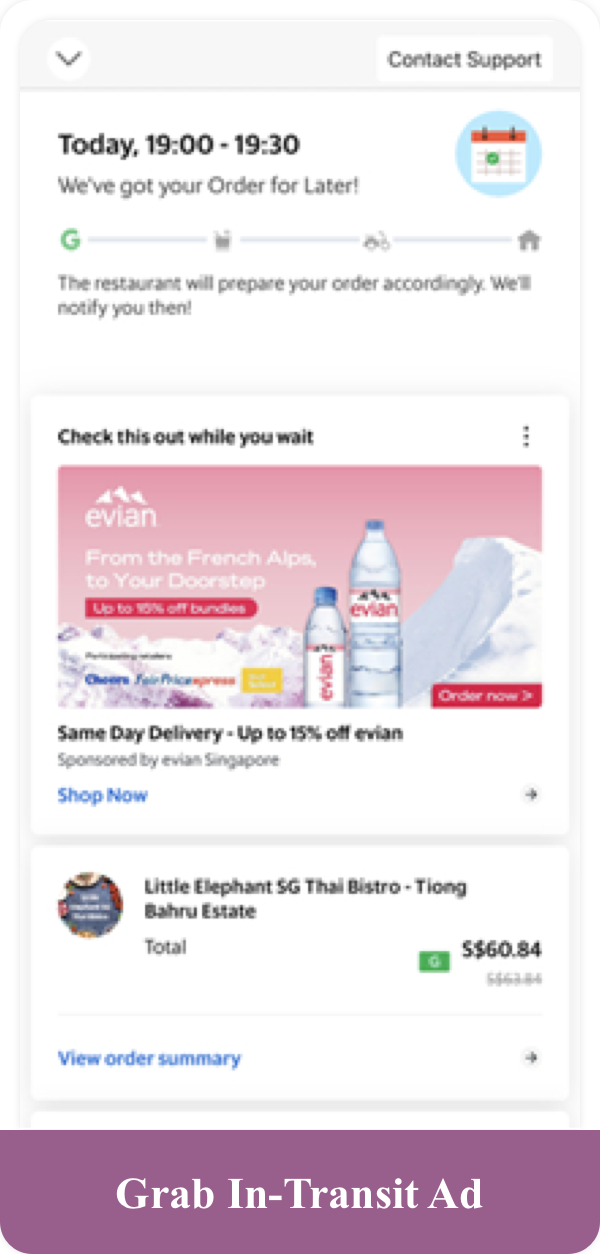 Contact Support
Today, 19:00 - 19:30
We've got your Order for Later!
G
The restaurant will prepare your order accordingly. We'll
notify you then!
Check this out while you wait
evian
From the French Alps,
to Your Doorstep
Up to 15% off bundles
evian
evian
Participating retailers
Cheers FairPrice xpress
Order now >
Same Day Delivery - Up to 15% off evian
Sponsored by evian Singapore
Shop Now
Little Elephant SG Thai Bistro - Tiong
Bahru Estate
Total
G
S$60.84
S$63.84
View order summary
Grab In-Transit Ad